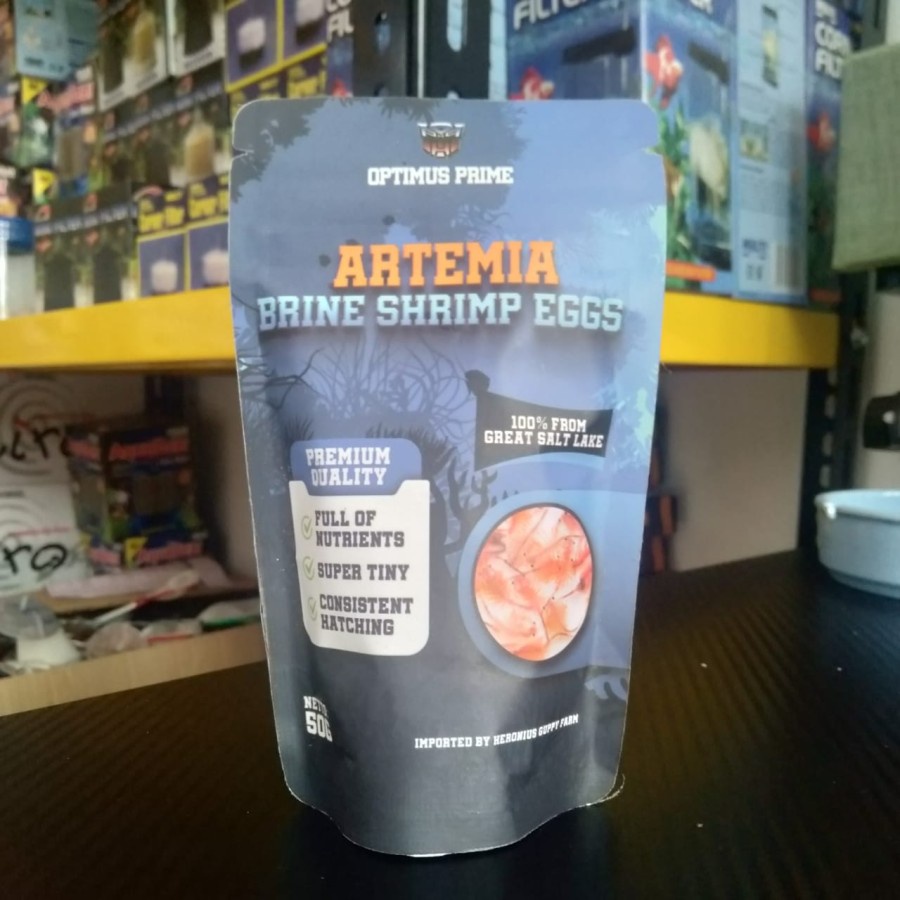 OPTIMUS PRIME
ARTEMIA
BRINE SHRIMP EGGS
100% FROM
GREAT SALT LAKE
PREMIUM
QUALITY
FULL OF
NUTRIENTS
SUPER TINY
CONSISTENT
HATCHING
50G
IMPORTED BY HERONIUS GUPPY FARM